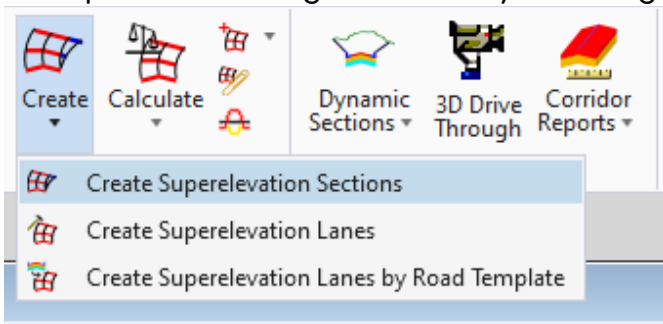 Create
Calculate
Dynamic
Sections
3D Drive
Through
Corridor
Reports
Create Superelevation Sections
Create Superelevation Lanes
Create Superelevation Lanes by Road Template